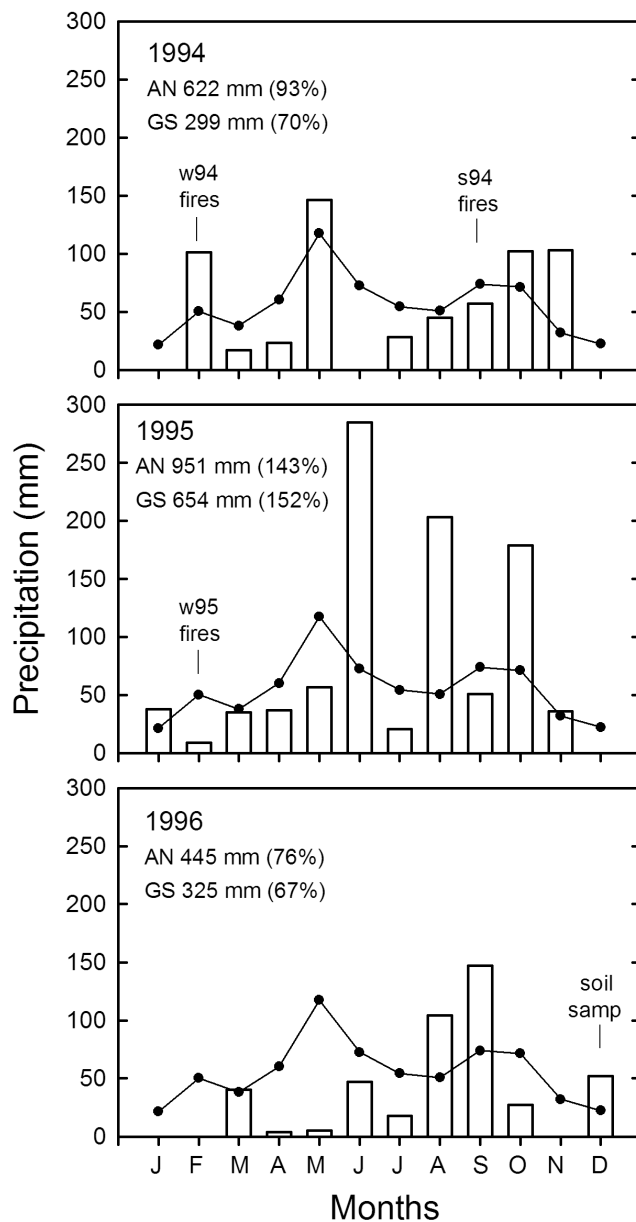 300
1994
250
AN 622 mm (93%)
GS 299 mm (70%)
200
w94
fires
s94
fires
150
100
50
0
300
1995
250
AN 951 mm (143%)
GS 654 mm (152%)
200
150
w95
fires
100
50
0
Precipitation (mm)
300
1996
250
AN 445 mm (76%)
GS 325 mm (67%)
200
150
soil
samp
100
50
0
J F M A M J J A S O N D
Months